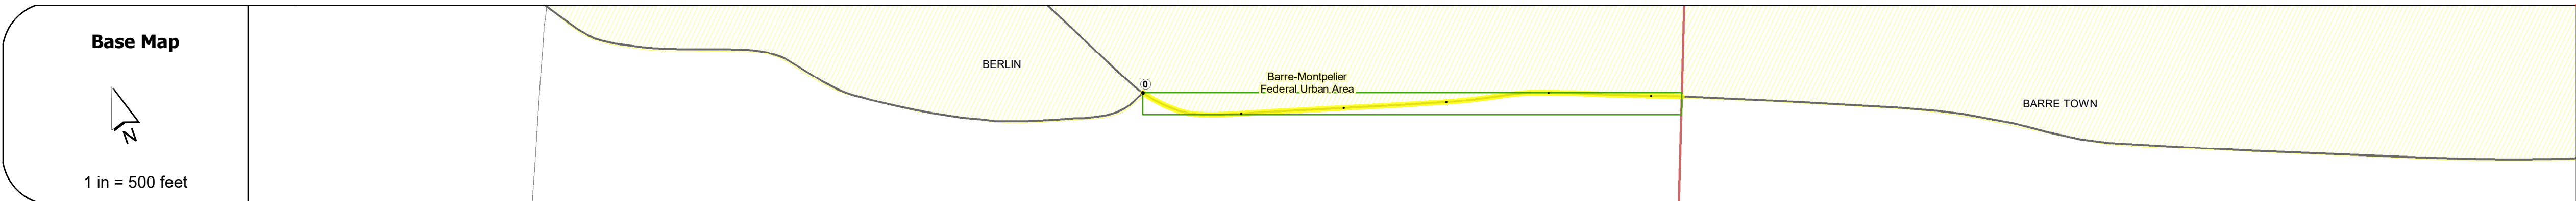 Base Map
N
1 in = 500 feet
BERLIN
0
Barre-Montpelier
Federal Urban Area
BARRE TOWN